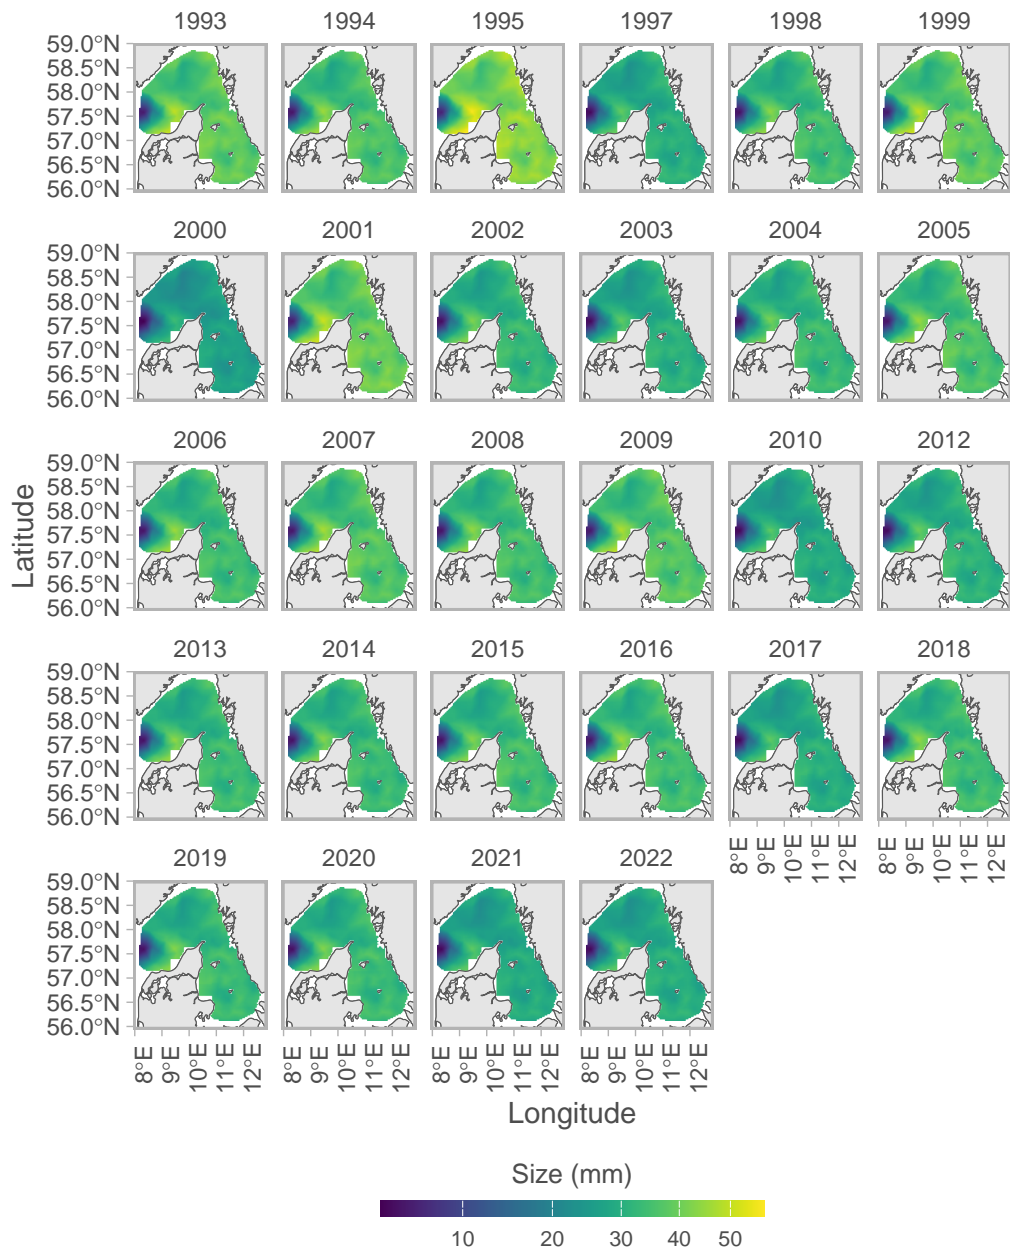 1993 1994 1995 1997 1998 1999
59.0°N
58.5°N
58.0°N
57.5°N
57.0°N
56.5°N
56.0°N
2000 2001 2002 2003 2004 2005
59.0°N
58.5°N
58.0°N
57.5°N
57.0°N
56.5°N
56.0°N
2006 2007 2008 2009 2010 2012
59.0°N
58.5°N
58.0°N
57.5°N
57.0°N
56.5°N
56.0°N
Latitude
2013 2014 2015 2016 2017 2018
59.0°N
58.5°N
58.0°N
57.5°N
57.0°N
56.5°N
56.0°N
8°E 9°E 10°E 11°E 12°E 8°E 9°E 10°E 11°E 12°E
2019 2020 2021 2022
59.0°N
58.5°N
58.0°N
57.5°N
57.0°N
56.5°N
56.0°N
8°E 9°E 10°E 11°E 12°E 8°E 9°E 10°E 11°E 12°E 8°E 9°E 10°E 11°E 12°E 8°E 9°E 10°E 11°E 12°E
Longitude
Size (mm)
10 20 30 40 50